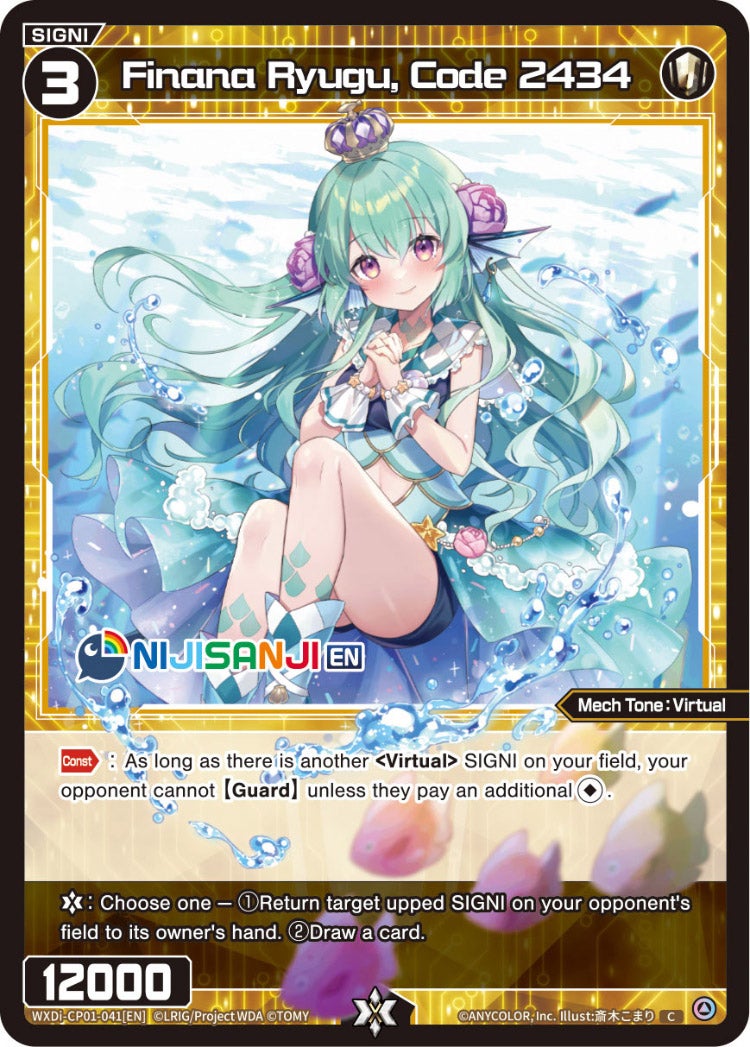 SIGNI
3 Finana Ryugu, Code 2434
NIJISANJI EN
Mech Tone:Virtual
Const : As long as there is another <Virtual> SIGNI on your field, your
opponent cannot 【Guard】 unless they pay an additional ◆.
: Choose one – ①Return target upped SIGNI on your opponent's
field to its owner's hand. ②Draw a card.
12000
WXDi-CP01-041[EN] ©LRIG/Project WDA ©TOMY ©ANYCOLOR, Inc. Illust:斎木こまり C